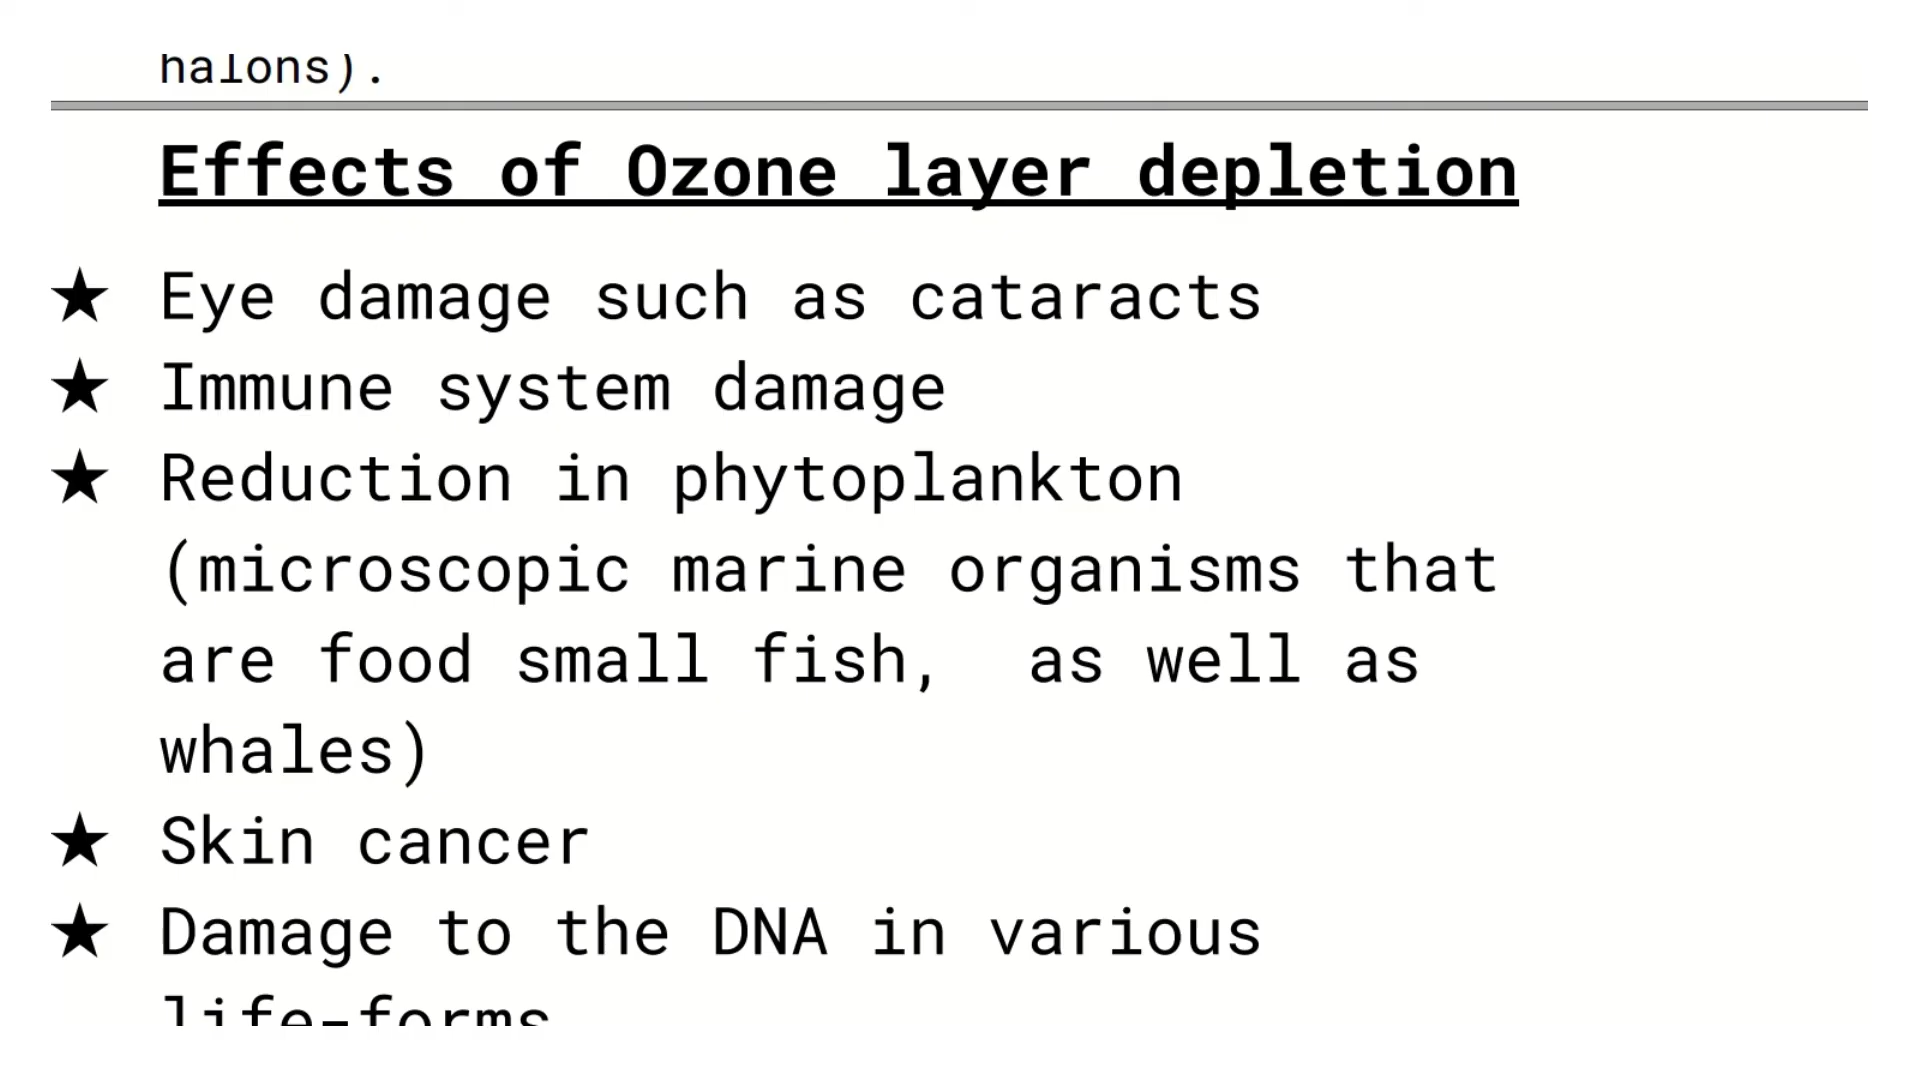 halons).
Effects of Ozone layer depletion
★ Eye damage such as cataracts
★ Immune system damage
★ Reduction in phytoplankton
(microscopic marine organisms that
are food small fish,  as well as
whales)
★ Skin cancer
★ Damage to the DNA in various
life-forms